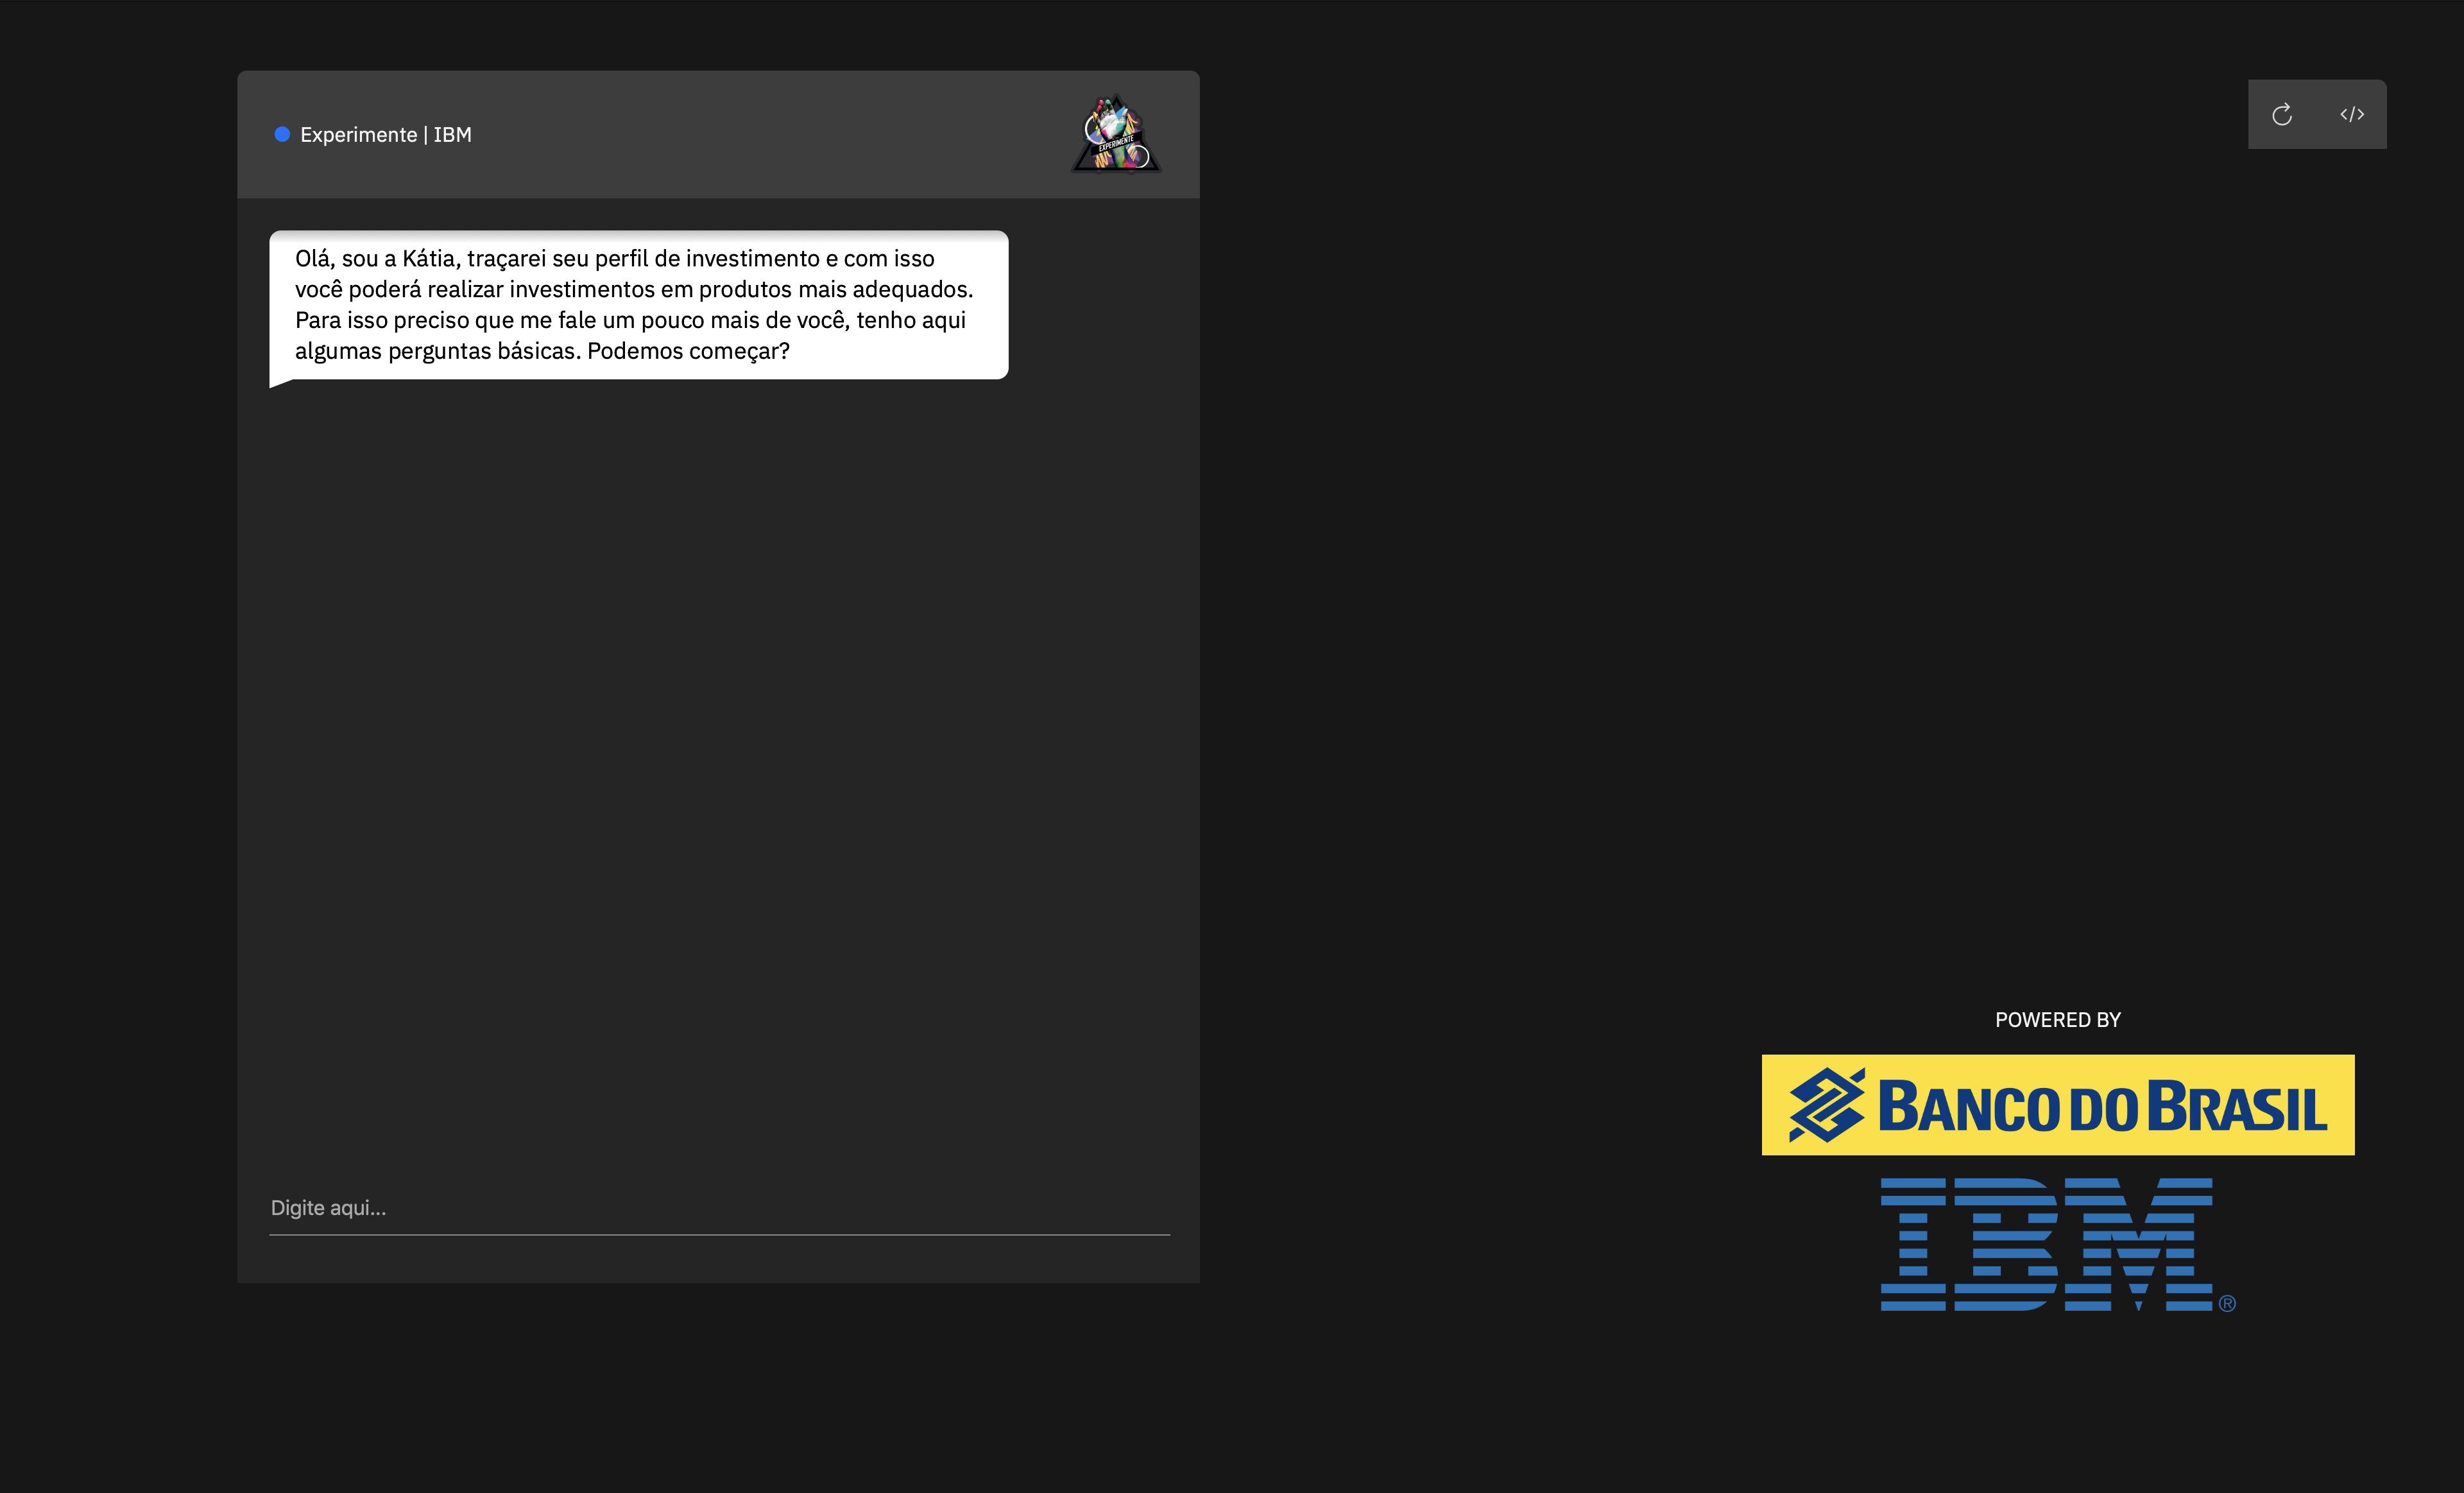 Experimente | IBM
EXPERIMENTE
</>
Olá, sou a Kátia, traçarei seu perfil de investimento e com isso
você poderá realizar investimentos em produtos mais adequados.
Para isso preciso que me fale um pouco mais de você, tenho aqui
algumas perguntas básicas. Podemos começar?
Digite aqui...
POWERED BY
BANCO DO BRASIL
IBM®